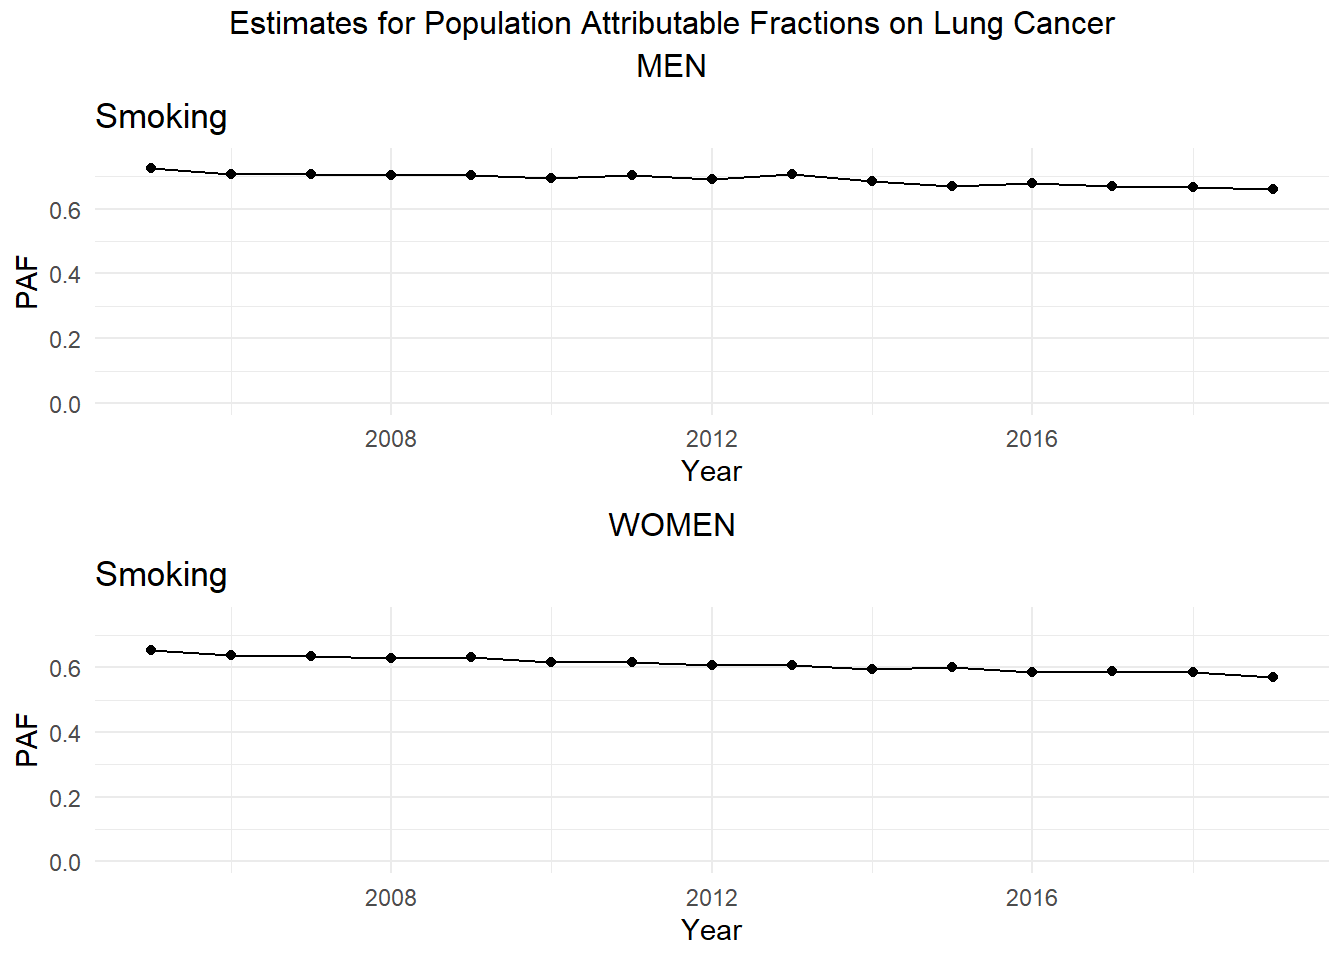 Estimates for Population Attributable Fractions on Lung Cancer
MEN
Smoking
PAF
0.6
0.4
0.2
0.0
2008 2012 2016
Year
WOMEN
Smoking
PAF
0.6
0.4
0.2
0.0
2008 2012 2016
Year